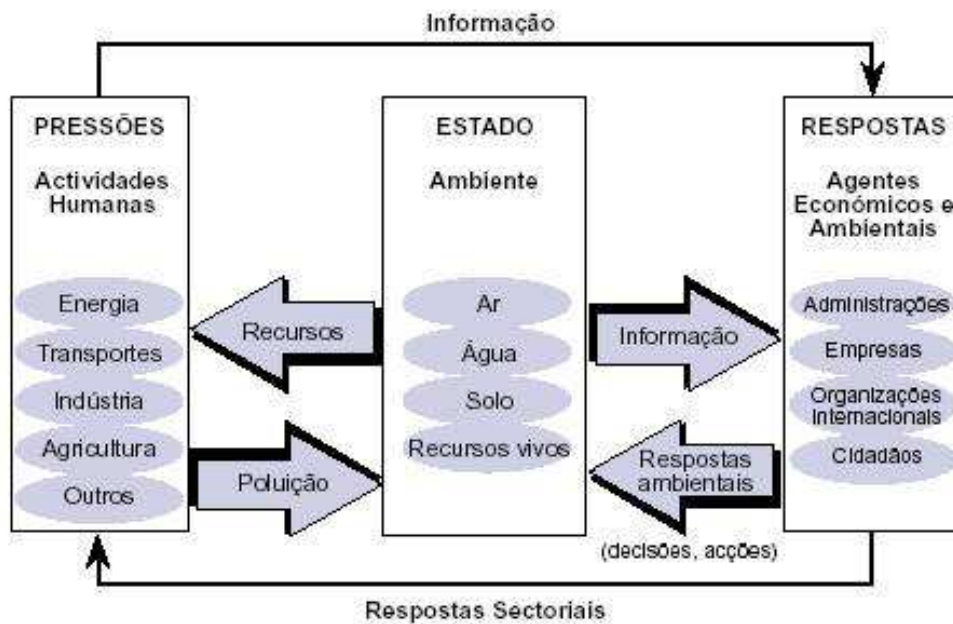 Informação
PRESSÕES
Actividades
Humanas
Energia
Transportes
Indústria
Agricultura
Outros
Recursos
Poluição
ESTADO
Ambiente
Ar
Água
Solo
Recursos vivos
Informação
Respostas
ambientais
(decisões, acções)
RESPOSTAS
Agentes
Económicos e
Ambientais
Administrações
Empresas
Organizações
Internacionais
Cidadãos
Respostas Sectoriais